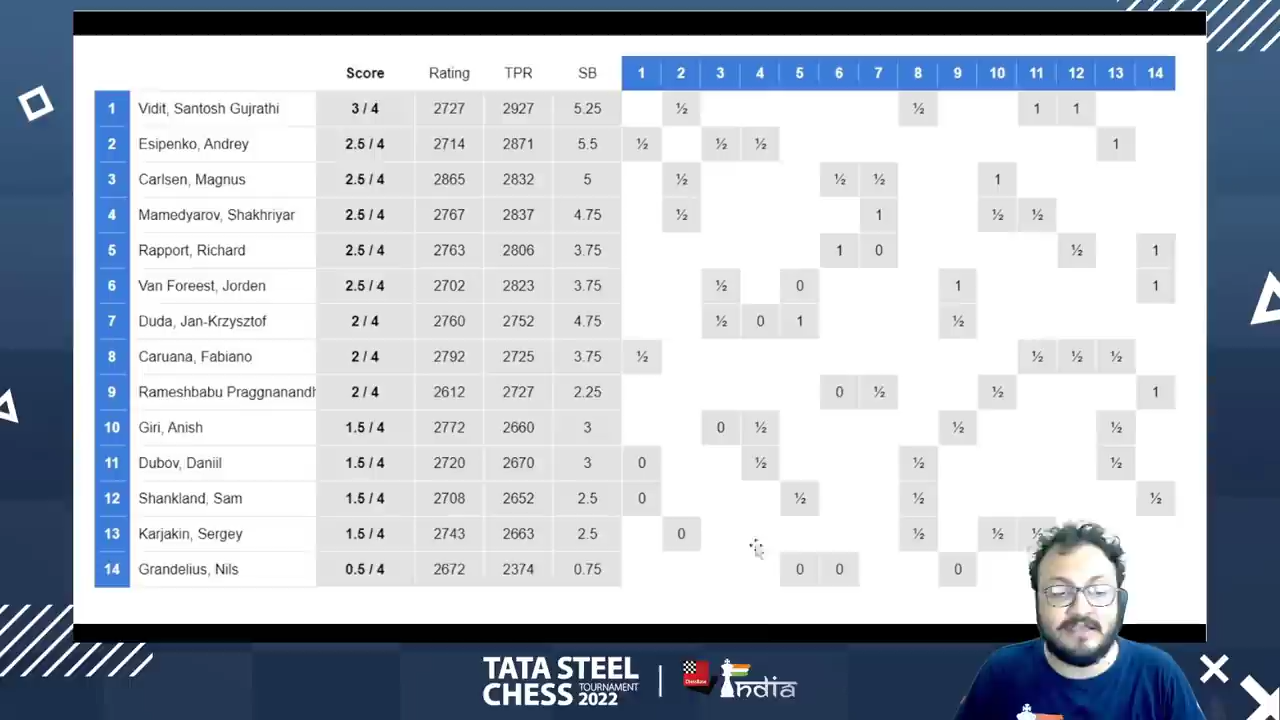 Score Rating TPR SB 1 2 3 4 5 6 7 8 9 10 11 12 13 14
1 Vidit, Santosh Gujrathi 3 / 4 2727 2927 5.25 ½ ½ 1 1
2 Esipenko, Andrey 2.5 / 4 2714 2871 5.5 ½ ½ ½ 1
3 Carlsen, Magnus 2.5 / 4 2865 2832 5 ½ ½ ½ 1
4 Mamedyarov, Shakhriyar 2.5 / 4 2767 2837 4.75 ½ 1 ½ ½
5 Rapport, Richard 2.5 / 4 2763 2806 3.75 1 0 ½ 1
6 Van Foreest, Jorden 2.5 / 4 2702 2823 3.75 ½ 0 1 1
7 Duda, Jan-Krzysztof 2 / 4 2760 2752 4.75 ½ 0 1 ½
8 Caruana, Fabiano 2 / 4 2792 2725 3.75 ½ ½ ½ ½
9 Rameshbabu Praggnanandh 2 / 4 2612 2727 2.25 0 ½ ½ 1
10 Giri, Anish 1.5 / 4 2772 2660 3 0 ½ ½ ½
11 Dubov, Daniil 1.5 / 4 2720 2670 3 0 ½ ½ ½
12 Shankland, Sam 1.5 / 4 2708 2652 2.5 0 ½ ½ ½
13 Karjakin, Sergey 1.5 / 4 2743 2663 2.5 0 ½ ½ ½
14 Grandelius, Nils 0.5 / 4 2672 2374 0.75 0 0 0
TATA STEEL
CHESS TOURNAMENT 2022
ChessBase India